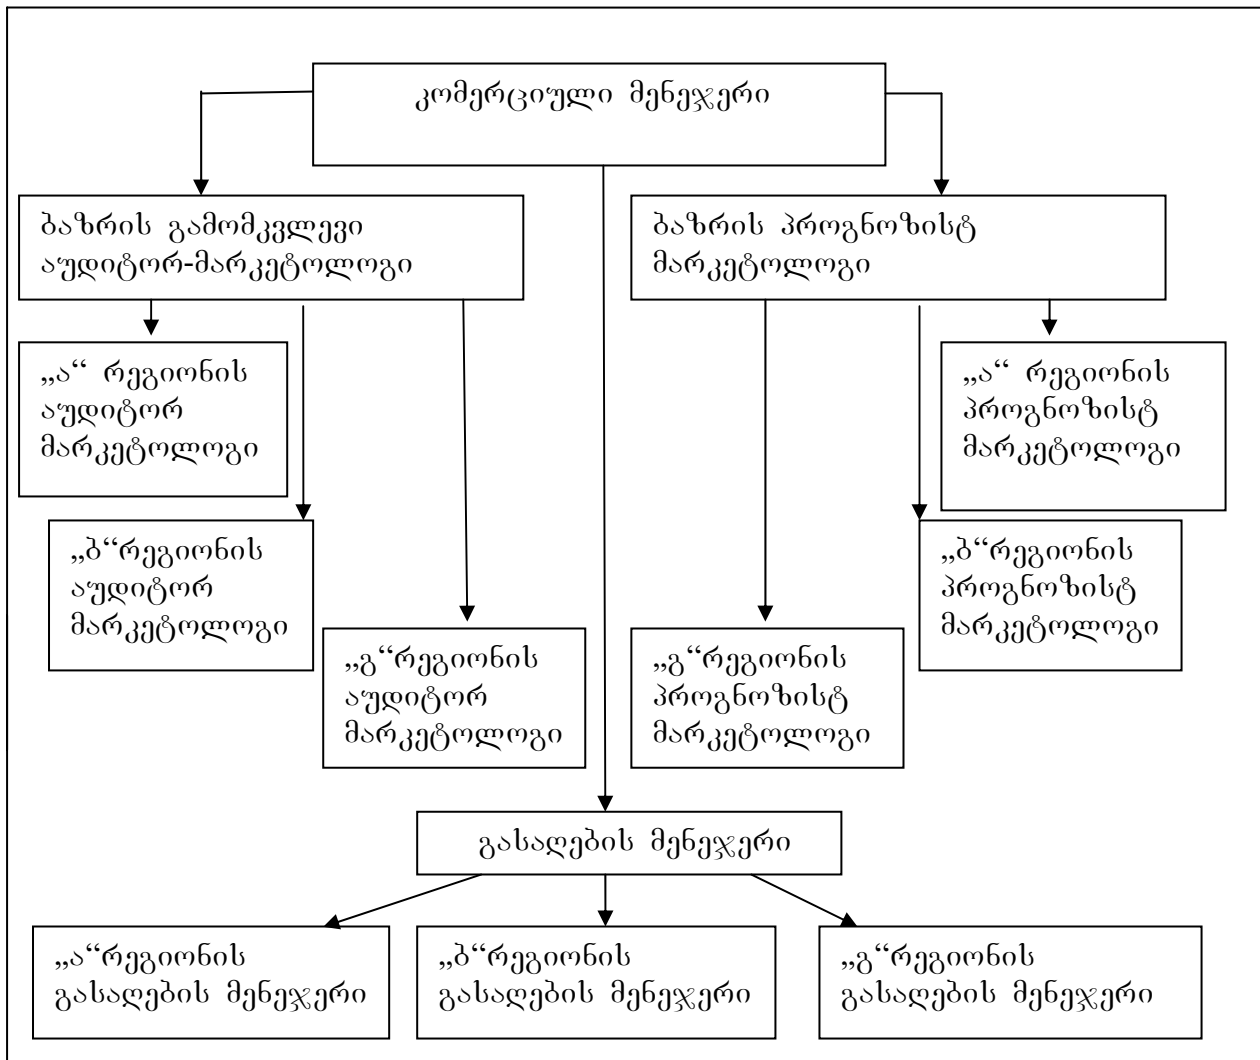 კომერციული მენეჯერი
ბაზრის გამომკვლევი
აუდიტორ-მარკეტოლოგი
ბაზრის პროგნოზისტ
მარკეტოლოგი
„ა“ რეგიონის
აუდიტორ
მარკეტოლოგი
„ა“ რეგიონის
პროგნოზისტ
მარკეტოლოგი
„ბ“რეგიონის
აუდიტორ
მარკეტოლოგი
„ბ“რეგიონის
პროგნოზისტ
მარკეტოლოგი
„გ“რეგიონის
აუდიტორ
მარკეტოლოგი
„გ“რეგიონის
პროგნოზისტ
მარკეტოლოგი
გასაღების მენეჯერი
„ა“რეგიონის
გასაღების მენეჯერი
„ბ“რეგიონის
გასაღების მენეჯერი
„გ“რეგიონის
გასაღების მენეჯერი